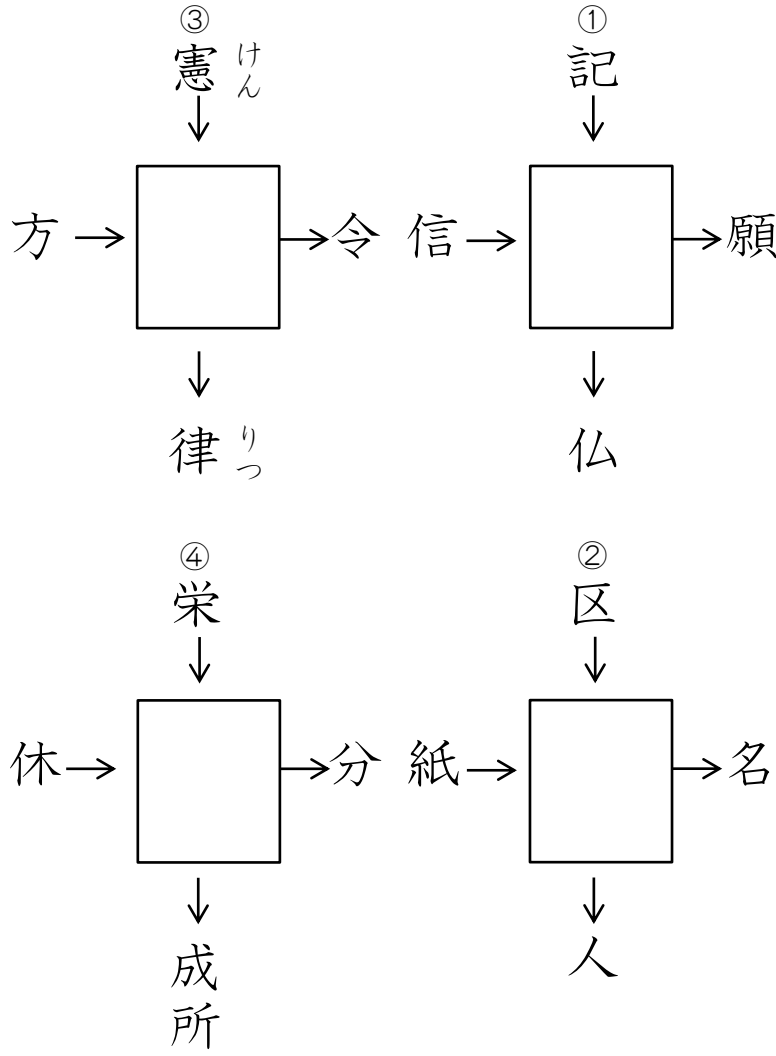 ①
記
信
願
仏
②
区
紙
名
人
③
憲 けん
方
令
律 りつ
④
栄
休
分
成所